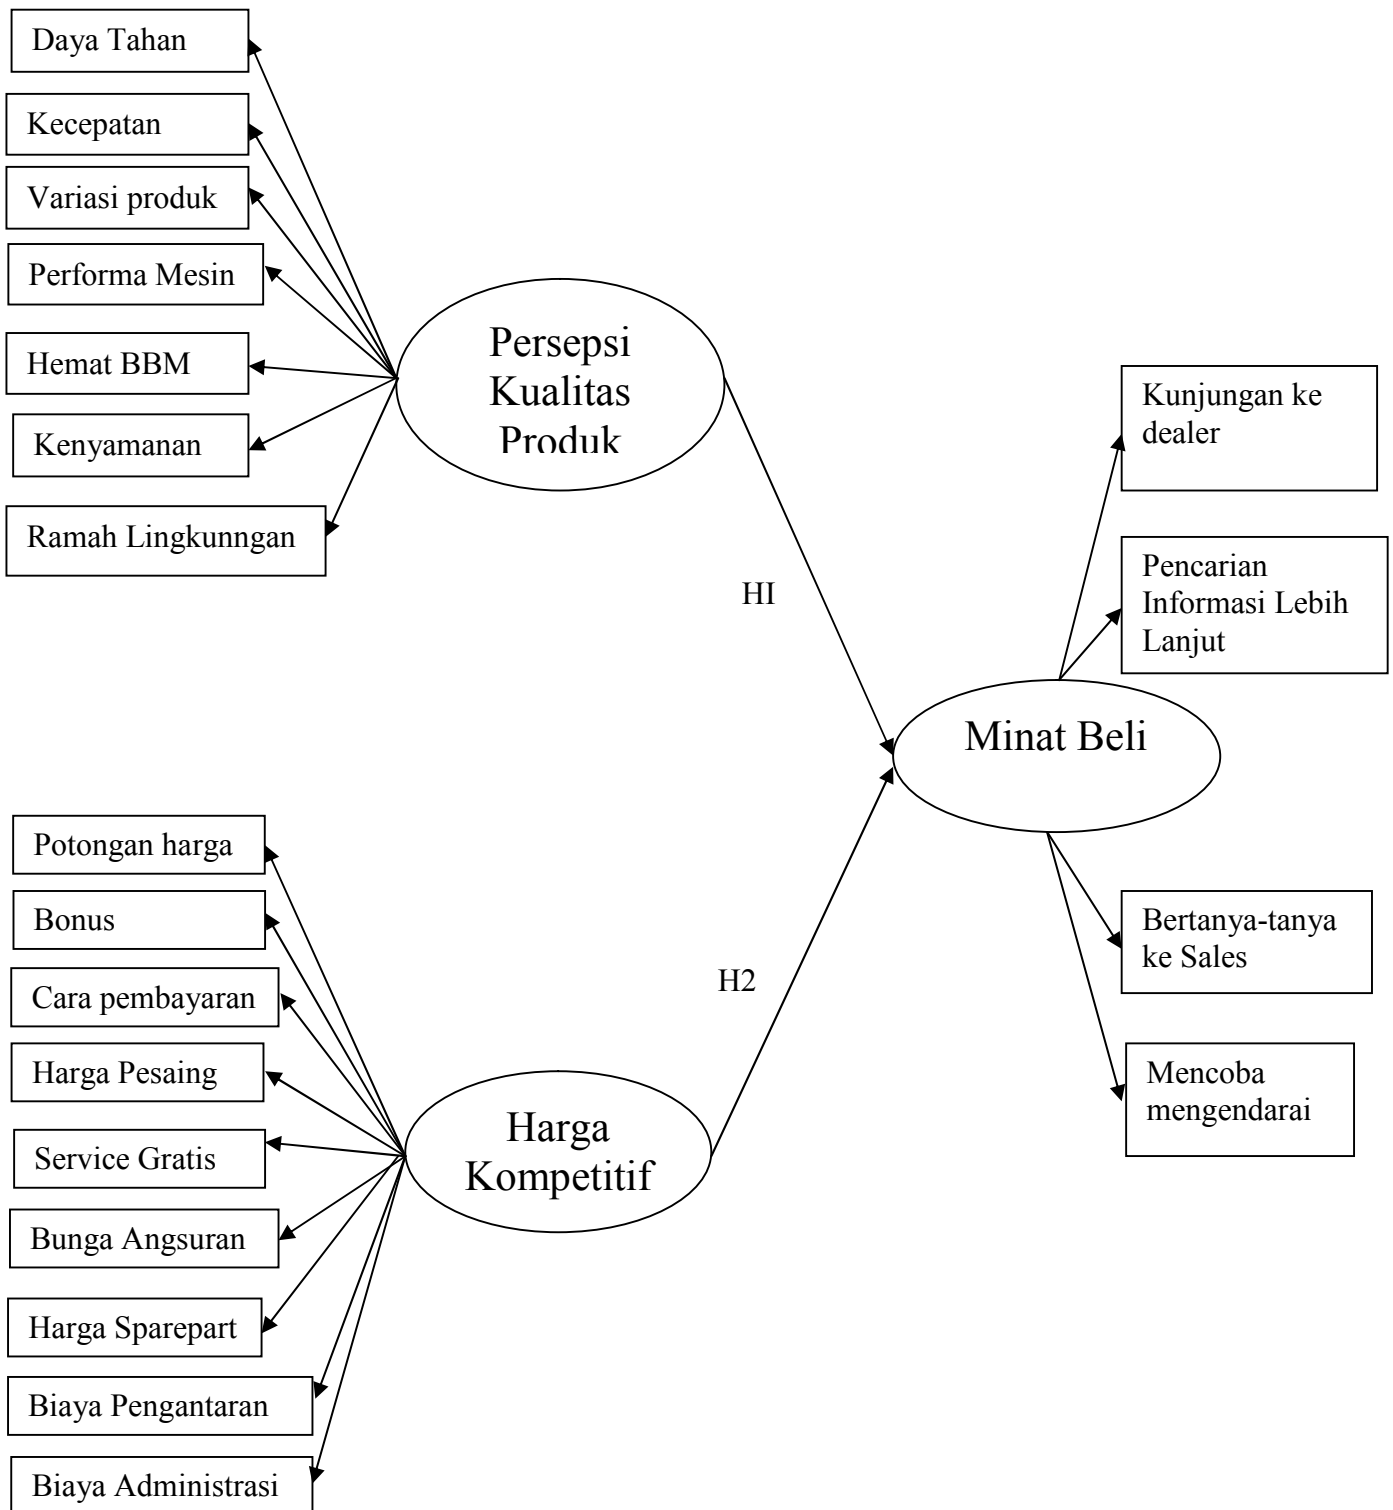 Daya Tahan
Kecepatan
Variasi produk
Performa Mesin
Hemat BBM
Kenyamanan
Ramah Lingkunngan
Persepsi
Kualitas
Produk
HI
Kunjungan ke
dealer
Pencarian
Informasi Lebih
Lanjut
Minat Beli
Bertanya-tanya
ke Sales
Mencoba
mengendarai
Potongan harga
Bonus
Cara pembayaran
Harga Pesaing
Service Gratis
Bunga Angsuran
Harga Sparepart
Biaya Pengantaran
Biaya Administrasi
Harga
Kompetitif
H2